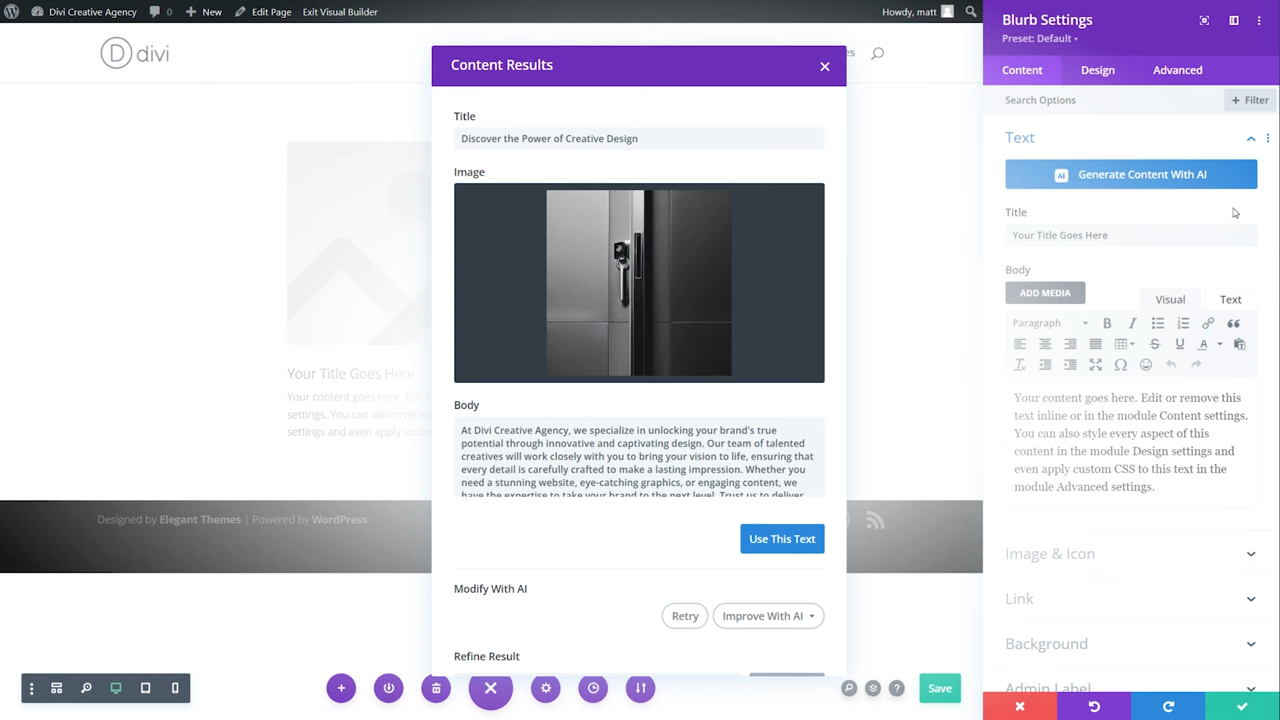 Divi Creative Agency
0
New
Edit Page
Exit Visual Builder
Howdy, matt
D divi
es
Content Results
Title
Discover the Power of Creative Design
Image
Body
At Divi Creative Agency, we specialize in unlocking your brand's true
potential through innovative and captivating design. Our team of talented
creatives will work closely with you to bring your vision to life, ensuring that
every detail is carefully crafted to make a lasting impression. Whether you
need a stunning website, eye-catching graphics, or engaging content, we
have the expertise to take your brand to the next level. Trust us to deliver
Use This Text
Modify With AI
Retry
Improve With AI
Refine Result
Your Title Goes Here
Your content goes here. Edit
settings. You can also style eve
settings and even apply custom
Designed by Elegant Themes | Powered by WordPress
Blurb Settings
Preset: Default
Content
Design
Advanced
Search Options
+ Filter
Text
AI Generate Content With AI
Title
Your Title Goes Here
Body
ADD MEDIA
Visual
Text
Paragraph
B I
S U A
Your content goes here. Edit or remove this
text inline or in the module Content settings.
You can also style every aspect of this
content in the module Design settings and
even apply custom CSS to this text in the
module Advanced settings.
Image & Icon
Link
Background
Admin Label
Save